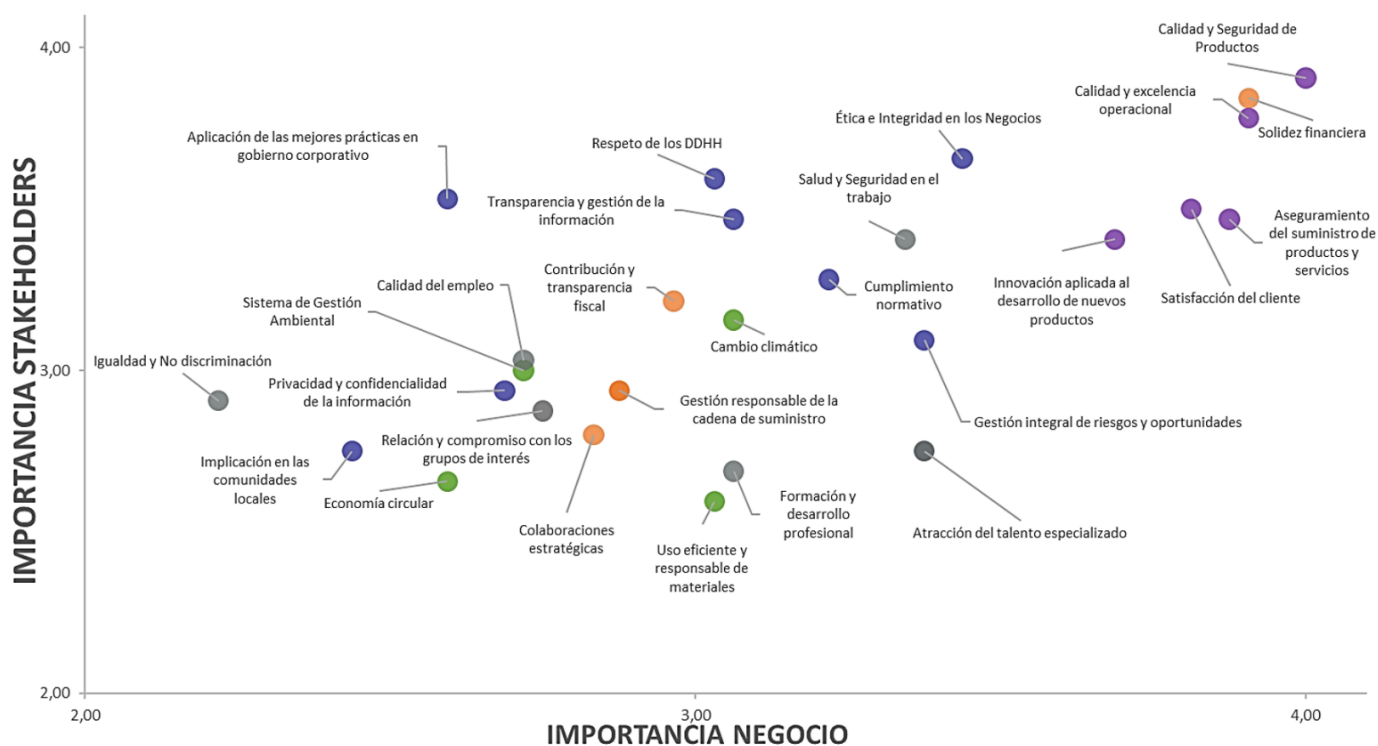 4,00
Calidad y Seguridad de
Productos
Calidad y excelencia
operacional
Solidez financiera
Ética e Integridad en los Negocios
Aplicación de las mejores prácticas en
gobierno corporativo
Respeto de los DDHH
Salud y Seguridad en el
trabajo
Transparencia y gestión de la
información
Aseguramiento
del suministro de
productos y
servicios
Contribución y
transparencia
fiscal
Calidad del empleo
Cumplimiento
normativo
Innovación aplicada al
desarrollo de nuevos
productos
Satisfacción del cliente
Sistema de Gestión
Ambiental
Cambio climático
Igualdad y No discriminación
3,00
Privacidad y confidencialidad
de la información
Gestión responsable de la
cadena de suministro
Gestión integral de riesgos y oportunidades
Relación y compromiso con los
grupos de interés
Implicación en las
comunidades
locales
Economía circular
Formación y
desarrollo
profesional
Colaboraciones
estratégicas
Atracción del talento especializado
Uso eficiente y
responsable de
materiales
IMPORTANCIA STAKEHOLDERS
2,00
2,00
3,00
4,00
IMPORTANCIA NEGOCIO